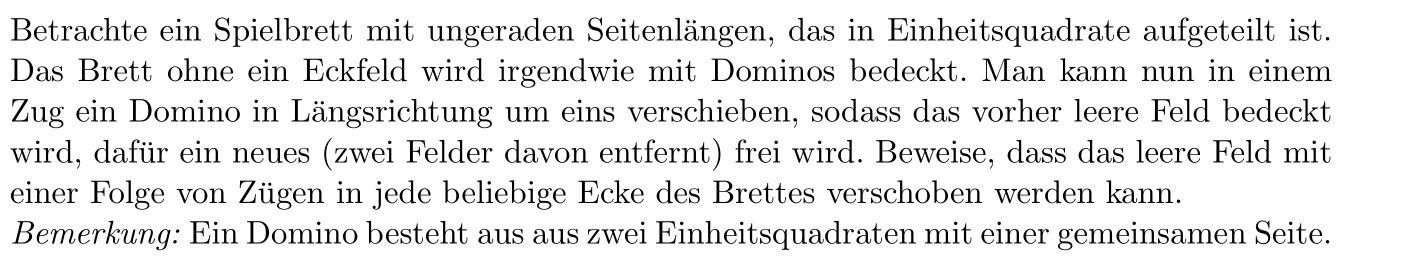 Betrachte ein Spielbrett mit ungeraden Seitenlängen, das in Einheitsquadrate aufgeteilt ist.
Das Brett ohne ein Eckfeld wird irgendwie mit Dominos bedeckt. Man kann nun in einem
Zug ein Domino in Längsrichtung um eins verschieben, sodass das vorher leere Feld bedeckt
wird, dafür ein neues (zwei Felder davon entfernt) frei wird. Beweise, dass das leere Feld mit
einer Folge von Zügen in jede beliebige Ecke des Brettes verschoben werden kann.
Bemerkung: Ein Domino besteht aus aus zwei Einheitsquadraten mit einer gemeinsamen Seite.